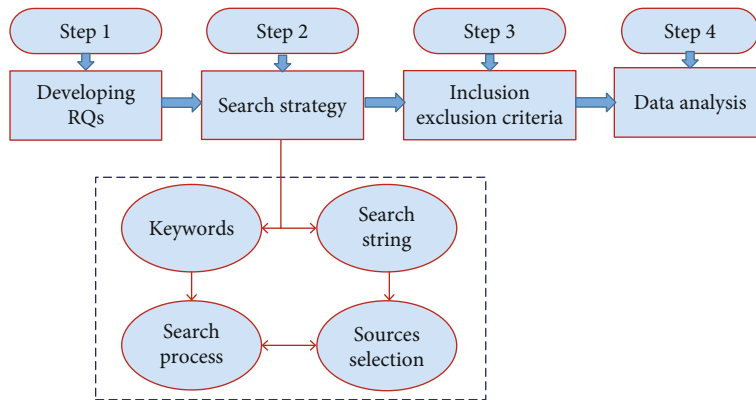 Step 1
Step 2
Step 3
Step 4
Developing
RQs
Search strategy
Inclusion
exclusion criteria
Data analysis
Keywords
Search
string
Search
process
Sources
selection